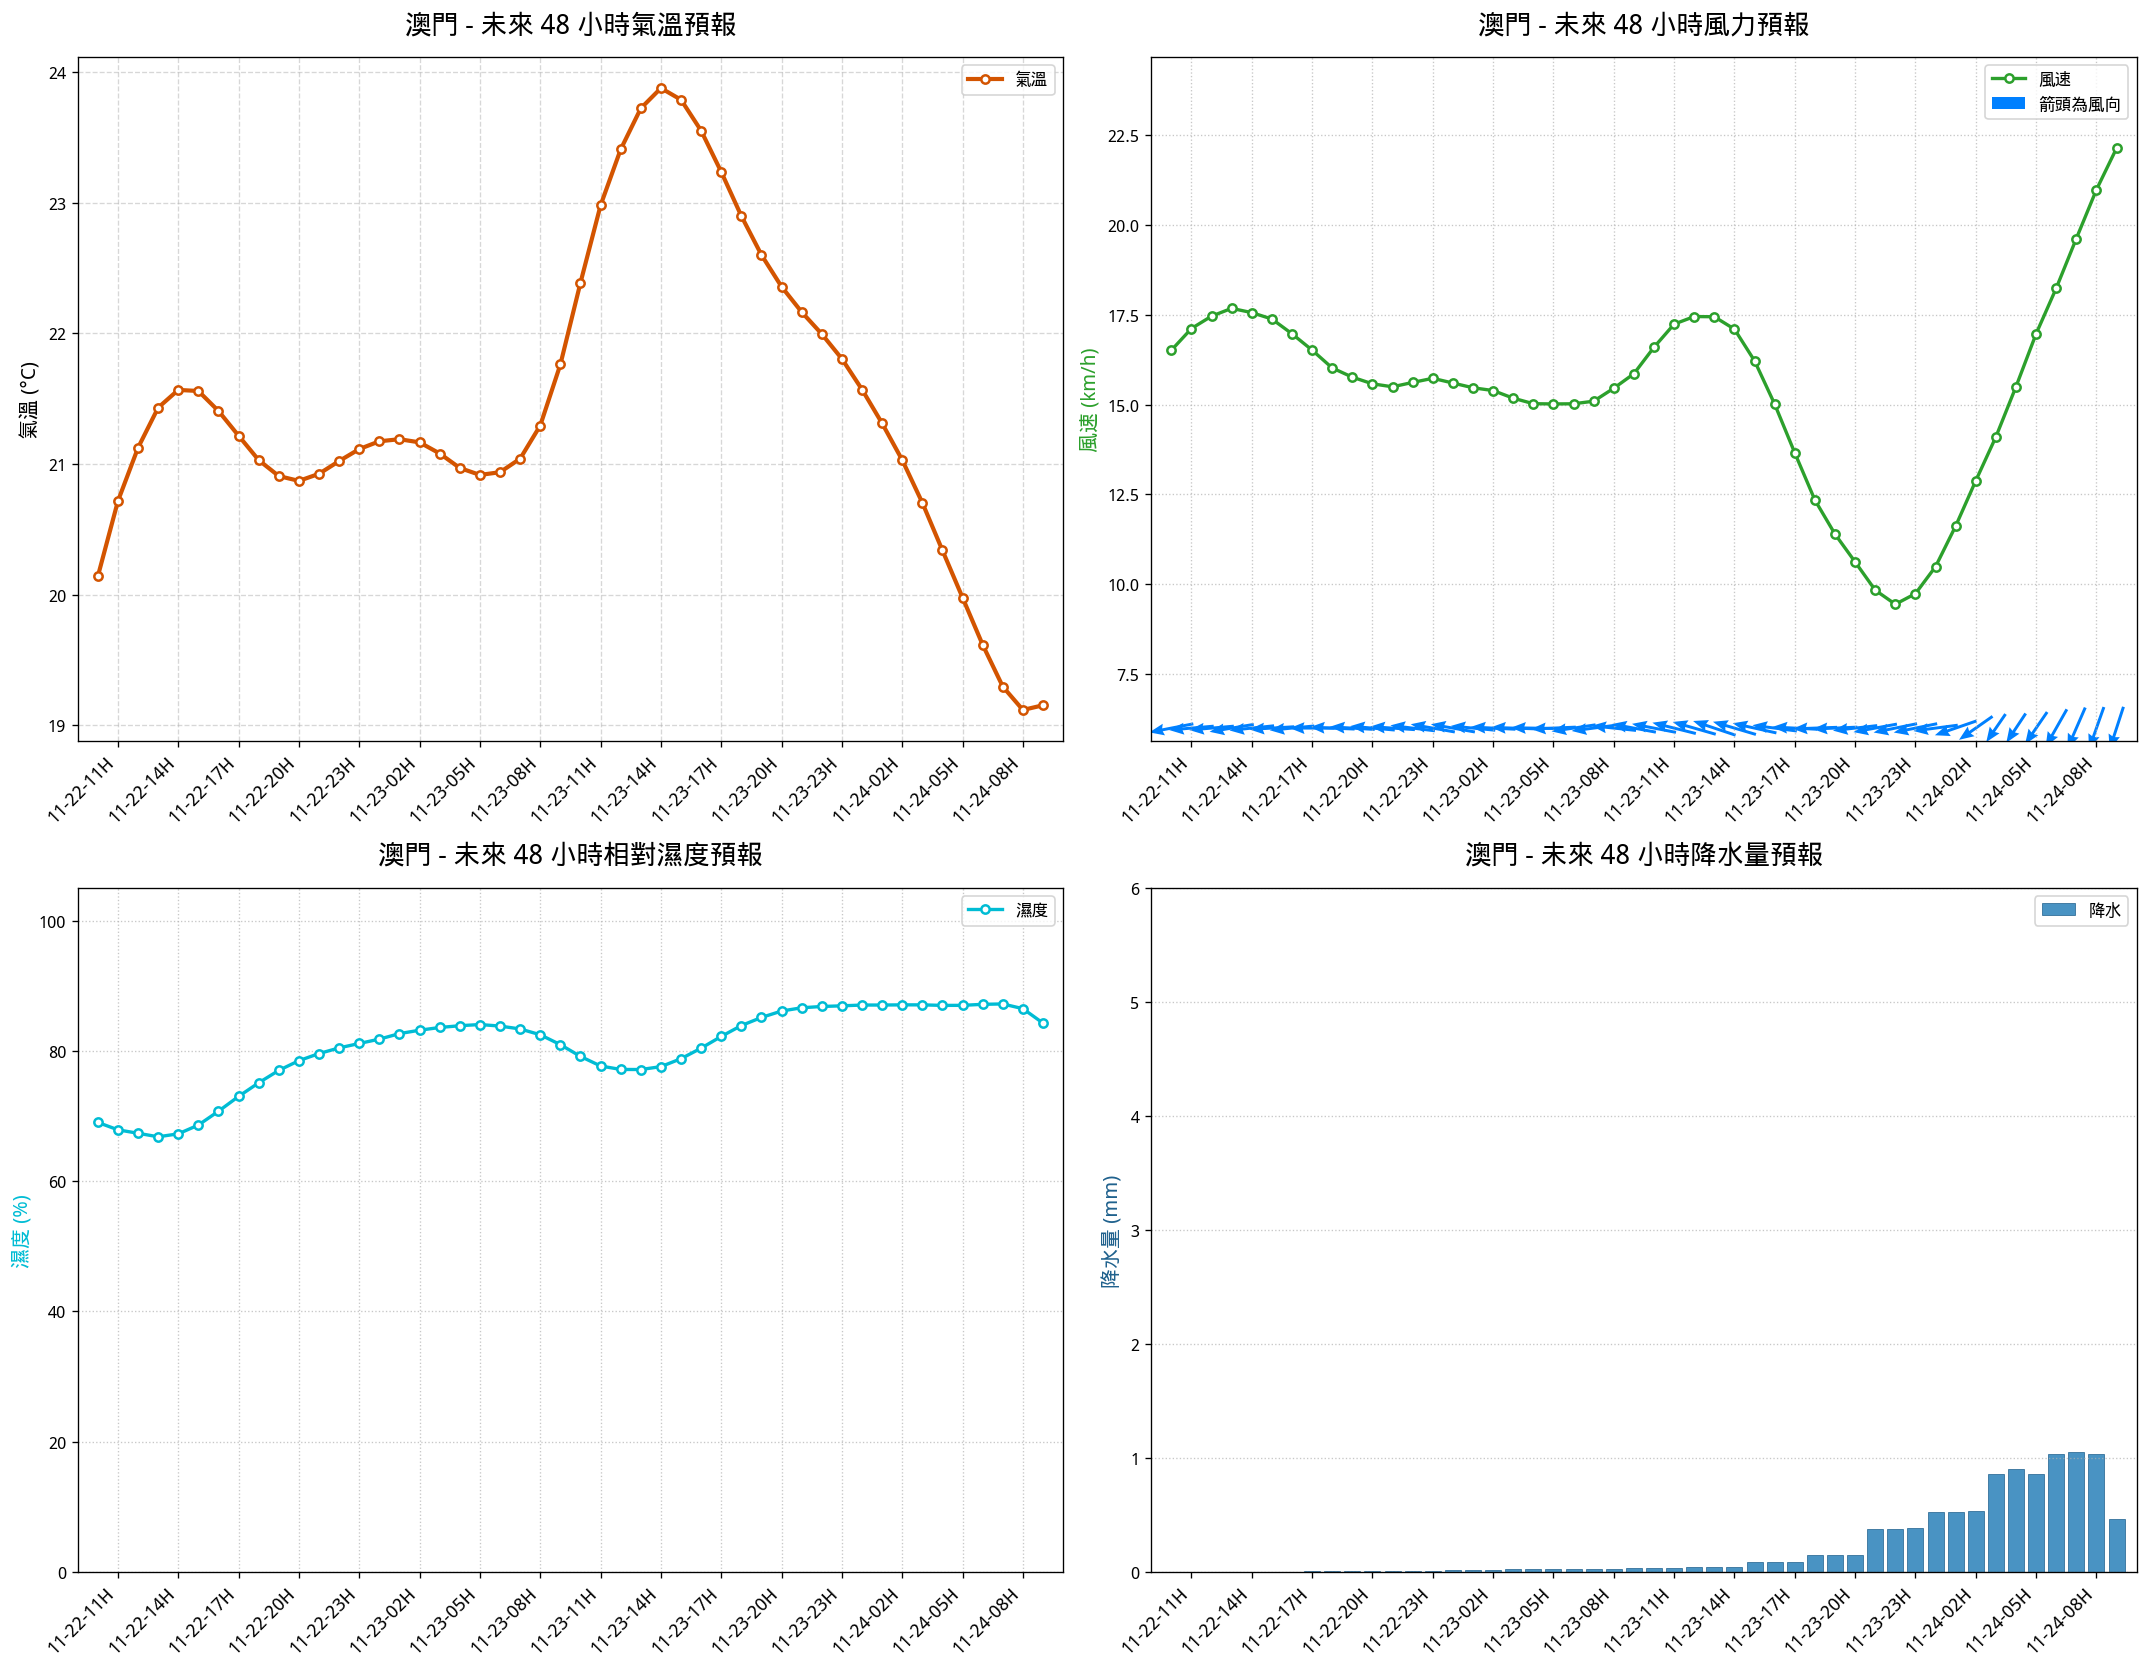 澳門 - 未來 48 小時氣溫預報
氣溫
氣溫 (°C)
24
23
22
21
20
19
11-22-11H
11-22-14H
11-22-17H
11-22-20H
11-22-23H
11-23-02H
11-23-05H
11-23-08H
11-23-11H
11-23-14H
11-23-17H
11-23-20H
11-23-23H
11-24-02H
11-24-05H
11-24-08H
澳門 - 未來 48 小時風力預報
風速
箭頭為風向
風速 (km/h)
22.5
20.0
17.5
15.0
12.5
10.0
7.5
11-22-11H
11-22-14H
11-22-17H
11-22-20H
11-22-23H
11-23-02H
11-23-05H
11-23-08H
11-23-11H
11-23-14H
11-23-17H
11-23-20H
11-23-23H
11-24-02H
11-24-05H
11-24-08H
澳門 - 未來 48 小時相對濕度預報
濕度
濕度 (%)
100
80
60
40
20
0
11-22-11H
11-22-14H
11-22-17H
11-22-20H
11-22-23H
11-23-02H
11-23-05H
11-23-08H
11-23-11H
11-23-14H
11-23-17H
11-23-20H
11-23-23H
11-24-02H
11-24-05H
11-24-08H
澳門 - 未來 48 小時降水量預報
降水
降水量 (mm)
6
5
4
3
2
1
0
11-22-11H
11-22-14H
11-22-17H
11-22-20H
11-22-23H
11-23-02H
11-23-05H
11-23-08H
11-23-11H
11-23-14H
11-23-17H
11-23-20H
11-23-23H
11-24-02H
11-24-05H
11-24-08H